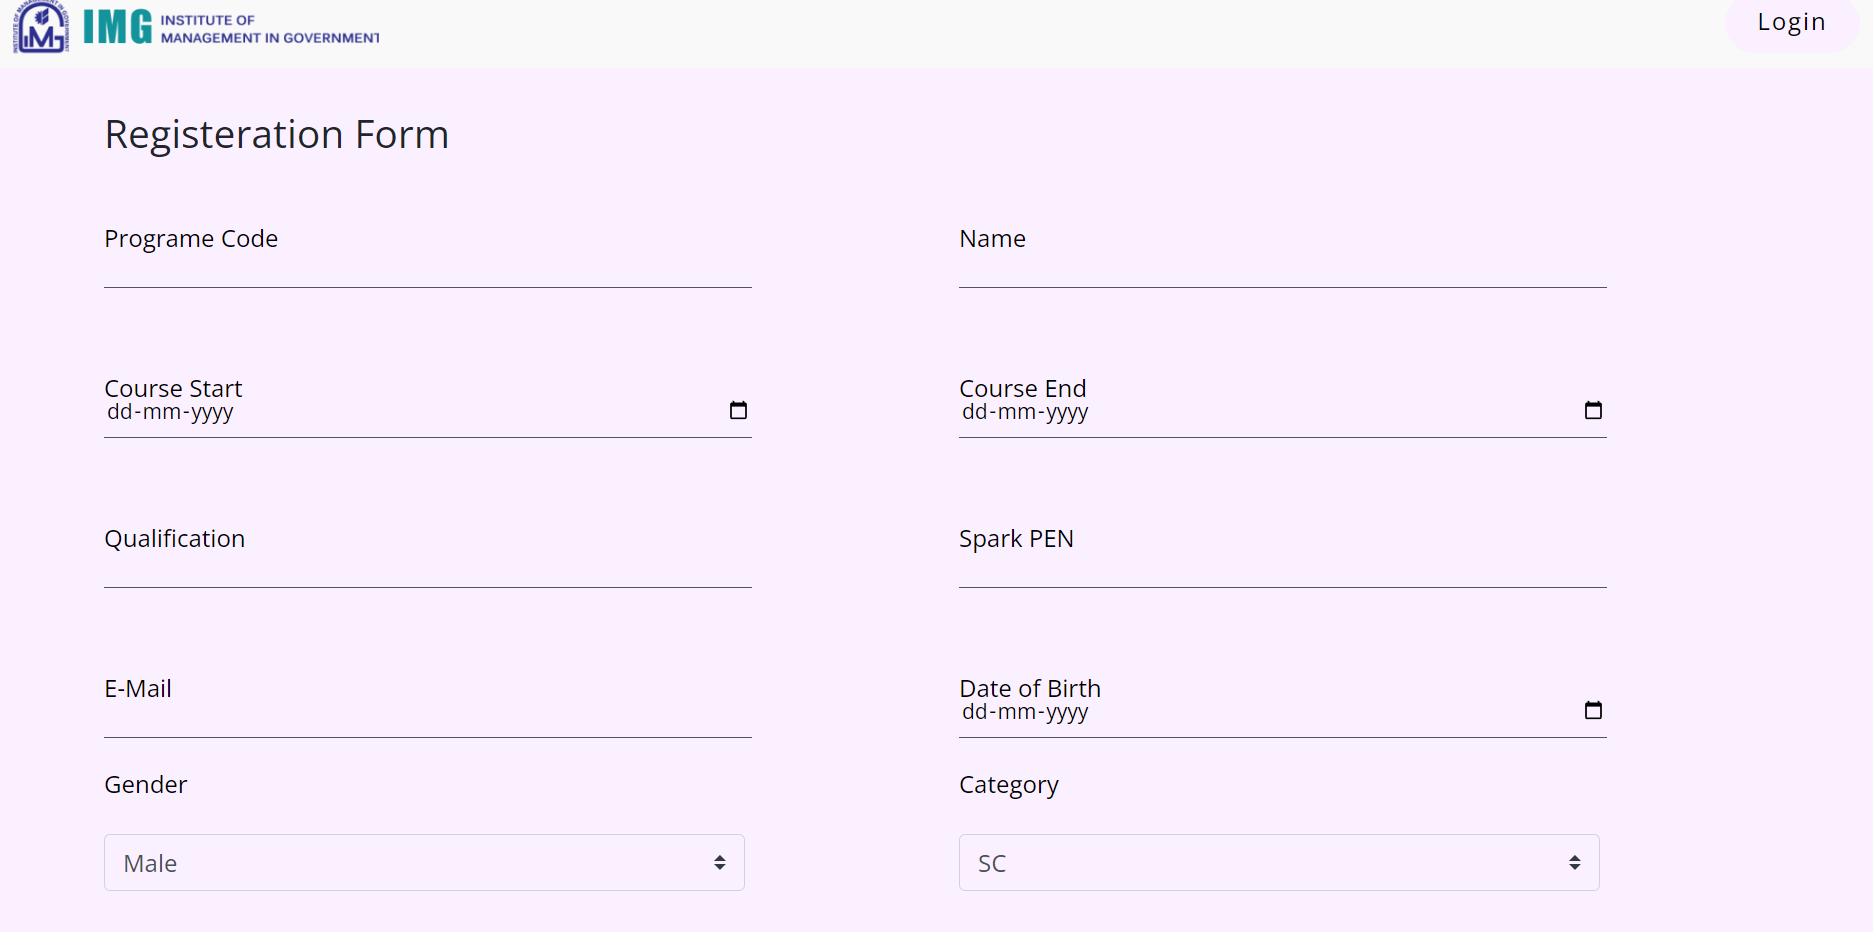 IMG INSTITUTE OF
MANAGEMENT IN GOVERNMENT
Login
Registeration Form
Programe Code
Name
Course Start
dd-mm-yyyy
Course End
dd-mm-yyyy
Qualification
Spark PEN
E-Mail
Date of Birth
dd-mm-yyyy
Gender
Category
Male
SC